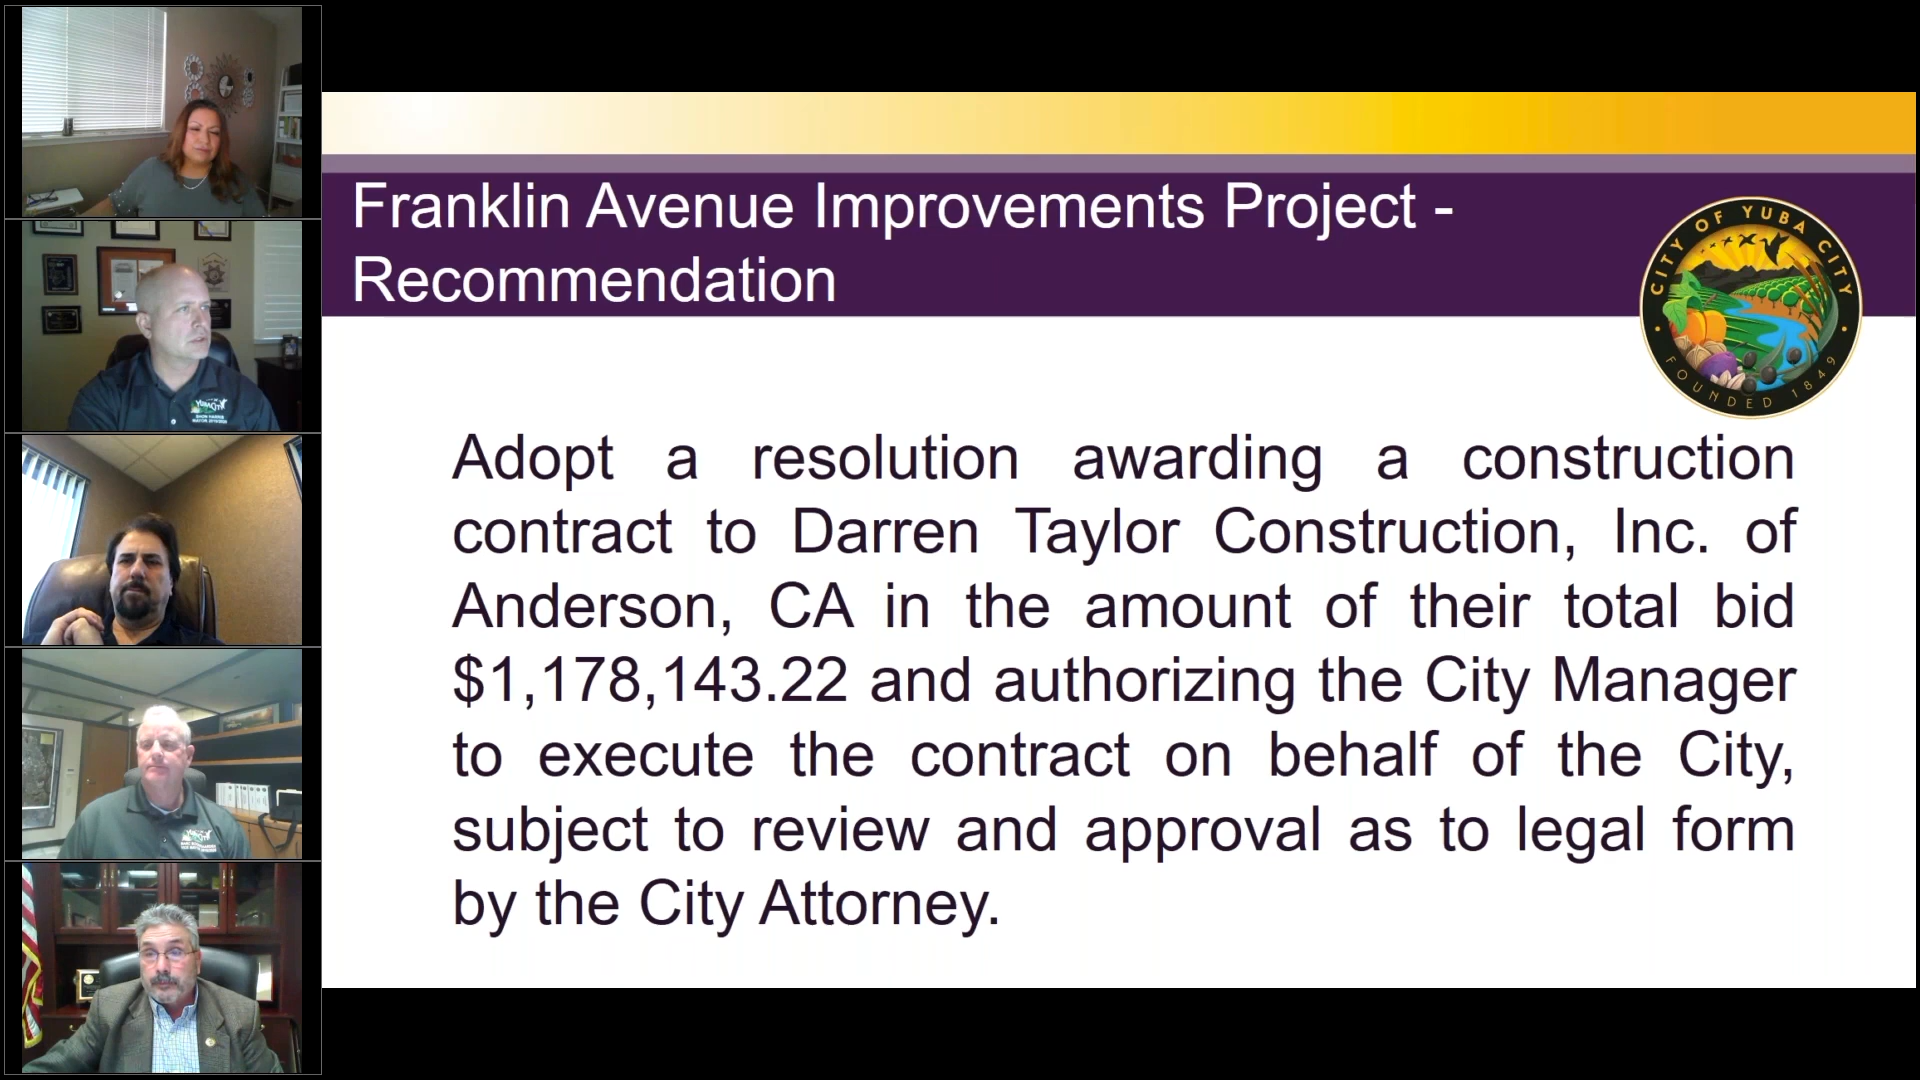 Franklin Avenue Improvements Project -
Recommendation
CITY OF YUBA CITY
FOUNDED 1849
Adopt a resolution awarding a construction
contract to Darren Taylor Construction, Inc. of
Anderson, CA in the amount of their total bid
$1,178,143.22 and authorizing the City Manager
to execute the contract on behalf of the City,
subject to review and approval as to legal form
by the City Attorney.